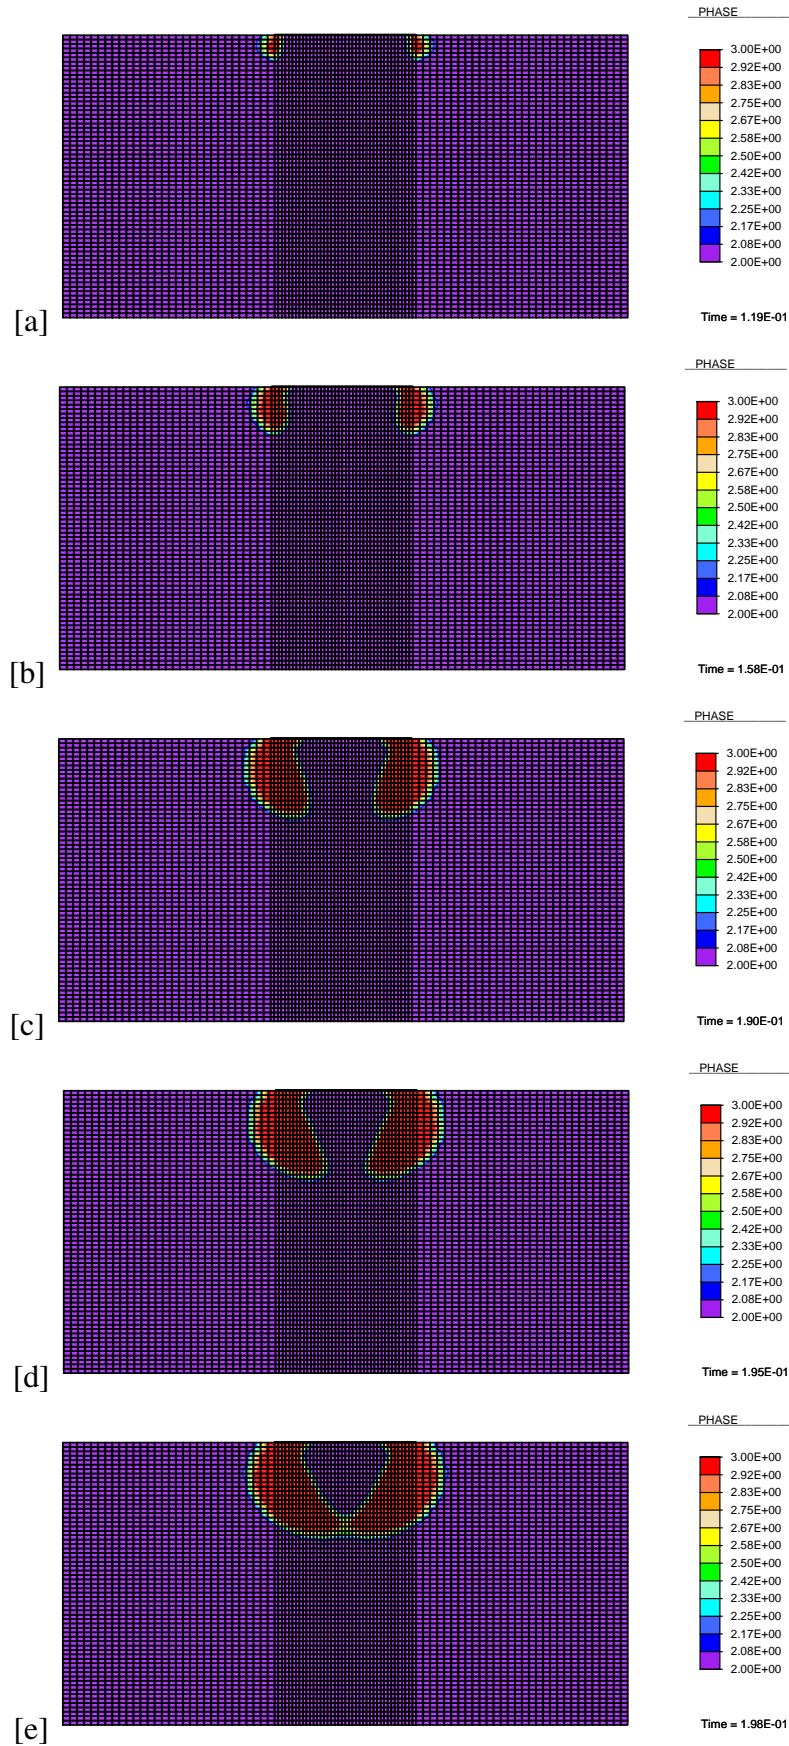 PHASE
3.00E+00
2.92E+00
2.83E+00
2.75E+00
2.67E+00
2.58E+00
2.50E+00
2.42E+00
2.33E+00
2.25E+00
2.17E+00
2.08E+00
2.00E+00
[a]
Time = 1.19E-01
PHASE
3.00E+00
2.92E+00
2.83E+00
2.75E+00
2.67E+00
2.58E+00
2.50E+00
2.42E+00
2.33E+00
2.25E+00
2.17E+00
2.08E+00
2.00E+00
[b]
Time = 1.58E-01
PHASE
3.00E+00
2.92E+00
2.83E+00
2.75E+00
2.67E+00
2.58E+00
2.50E+00
2.42E+00
2.33E+00
2.25E+00
2.17E+00
2.08E+00
2.00E+00
[c]
Time = 1.90E-01
PHASE
3.00E+00
2.92E+00
2.83E+00
2.75E+00
2.67E+00
2.58E+00
2.50E+00
2.42E+00
2.33E+00
2.25E+00
2.17E+00
2.08E+00
2.00E+00
[d]
Time = 1.95E-01
PHASE
3.00E+00
2.92E+00
2.83E+00
2.75E+00
2.67E+00
2.58E+00
2.50E+00
2.42E+00
2.33E+00
2.25E+00
2.17E+00
2.08E+00
2.00E+00
[e]
Time = 1.98E-01